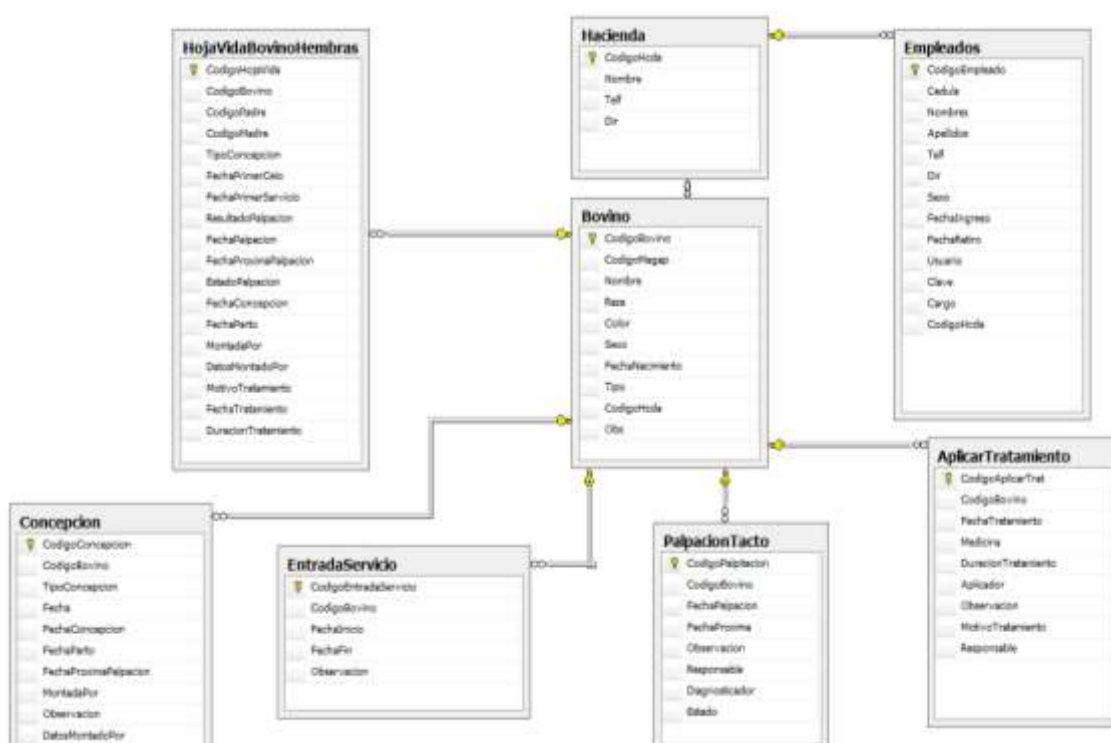 HojaVidaBovinoHembras
CodigoHojaVida
CodigoBovino
CodigoPadre
CodigoMadre
TipoConcepcion
FechaPrimerCelo
FechaPrimerServicio
ResultadoPalpacion
FechaPalpacion
FechaProximaPalpacion
EstadoPalpacion
FechaConcepcion
FechaParto
MontadaPor
DatosMontadoPor
MotivoTratamiento
FechaTratamiento
DuracionTratamiento
Hacienda
CodigoHcda
Nombre
Telf
Dir
Empleados
CodigoEmpleado
Cedula
Nombres
Apellidos
Telf
Dir
Sexo
FechaIngreso
FechaRetiro
Usuario
Clave
Cargo
CodigoHcda
Bovino
CodigoBovino
CodigoMagap
Nombre
Raza
Color
Sexo
FechaNacimiento
Tipo
CodigoHcda
Obs
Concepcion
CodigoConcepcion
CodigoBovino
TipoConcepcion
Fecha
FechaConcepcion
FechaParto
FechaProximaPalpacion
MontadaPor
Observacion
DatosMontadoPor
EntradaServicio
CodigoEntradaServicio
CodigoBovino
FechaInicio
FechaFin
Observacion
PalpacionTacto
CodigoPalpitacion
CodigoBovino
FechaPalpacion
FechaProxima
Observacion
Responsable
Diagnosticador
Estado
AplicarTratamiento
CodigoAplicarTrat
CodigoBovino
FechaTratamiento
Medicina
DuracionTratamiento
Aplicador
Observacion
MotivoTratamiento
Responsable